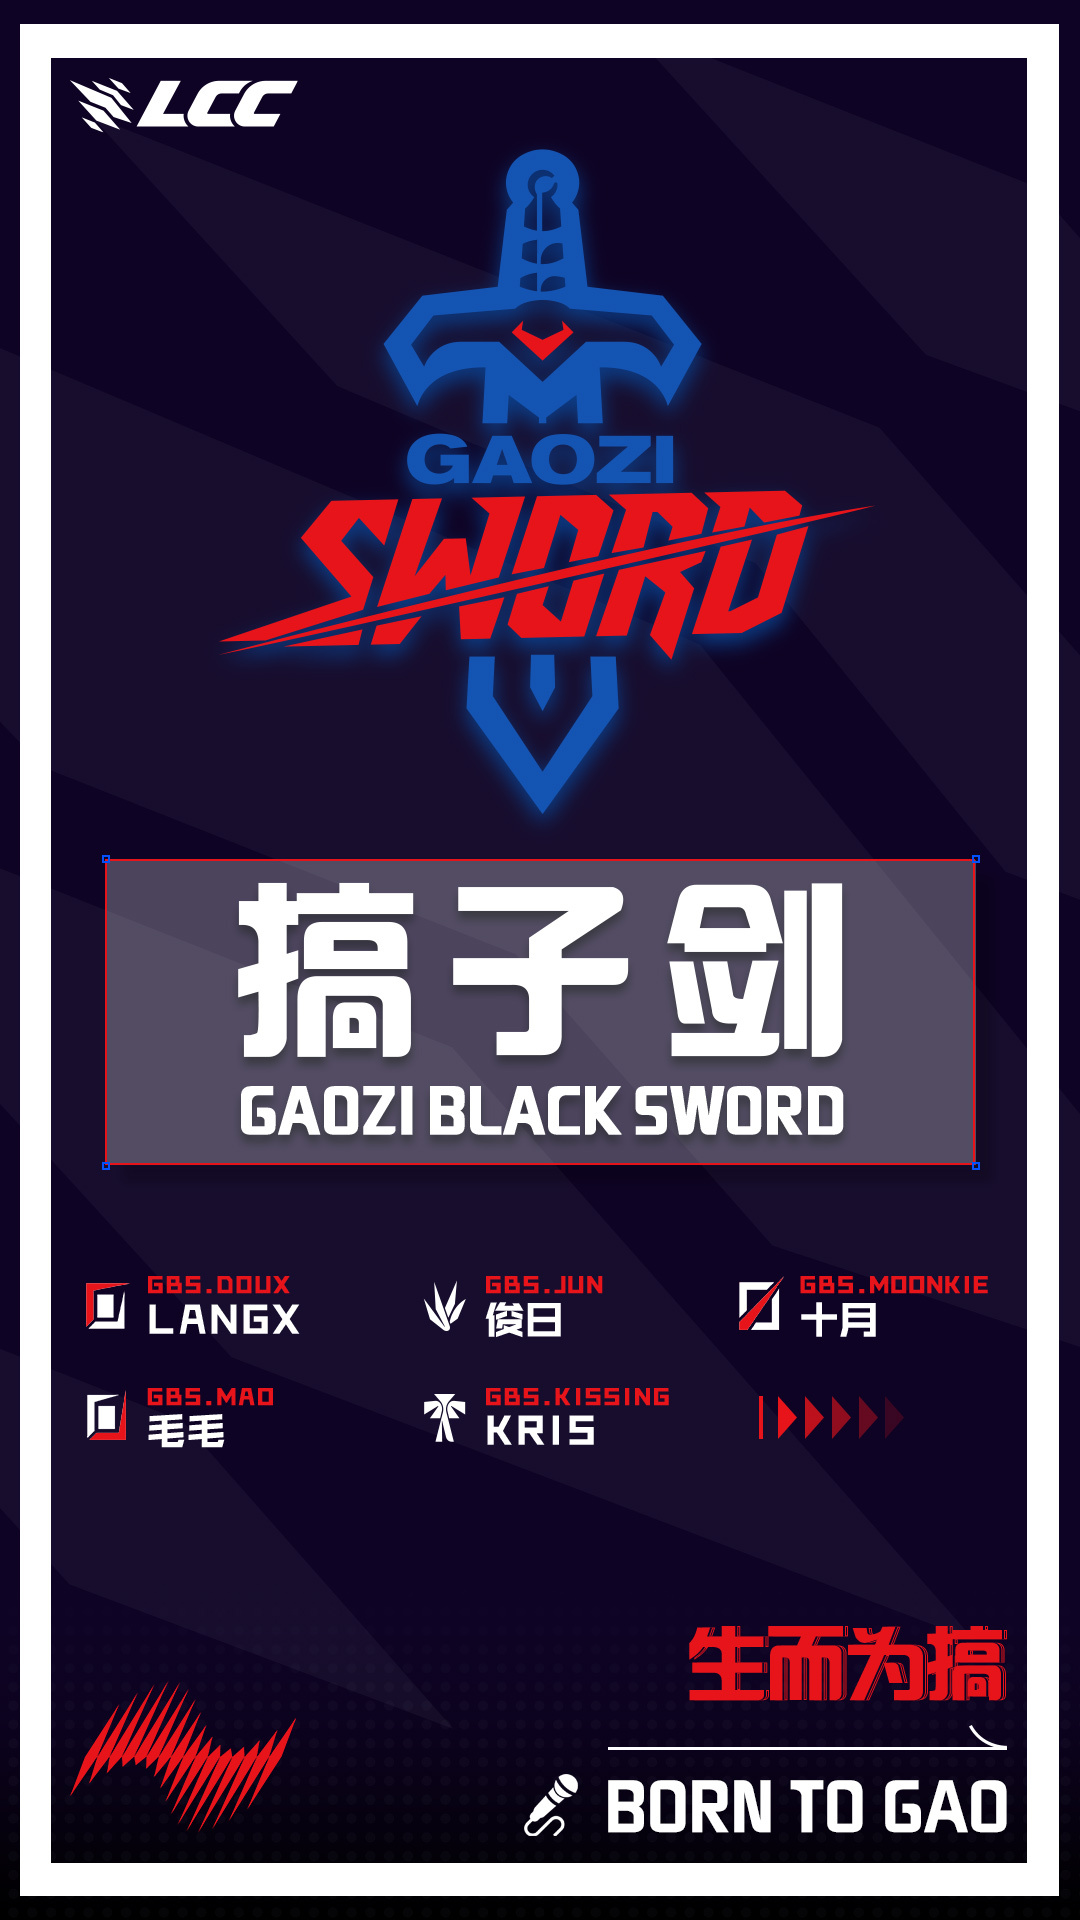 LCC
GAOZI
SWORD
搞子剑
GAOZI BLACK SWORD
GBS.DOUX
LANGX
GBS.JUN
俊日
GBS.MOONKIE
十月
GBS.MAO
毛毛
GBS.KISSING
KRIS
生而为搞
BORN TO GAO